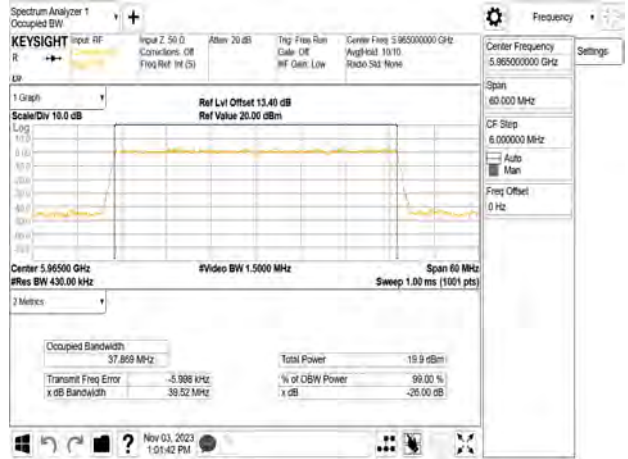 Spectrum Analyzer 1
Occupied BW
Frequency
KEYSIGHT Input: RF
R
Input Z: 50 Ω
Corrections: Off
Freq Ref: Int (S)
Atten: 20 dB
Trig: Free Run
Gate: Off
#IF Gain: Low
Center Freq: 5.965000000 GHz
Avg|Hold: 10/10
Radio Std: None
Center Frequency
5.965000000 GHz
Settings
Span
60.000 MHz
CF Step
6.000000 MHz
Auto
Man
Freq Offset
0 Hz
1 Graph
Scale/Div 10.0 dB
Ref Lvl Offset 13.40 dB
Ref Value 20.00 dBm
Log
10.0
0.00
Center 5.96500 GHz
#Res BW 430.00 kHz
#Video BW 1.5000 MHz
Span 60 MHz
Sweep 1.00 ms (1001 pts)
2 Metrics
Occupied Bandwidth
37.869 MHz
Total Power 19.9 dBm
Transmit Freq Error -5.998 kHz
% of OBW Power 99.00 %
x dB Bandwidth 39.52 MHz
x dB -26.00 dB
Nov 03, 2023
1:01:42 PM